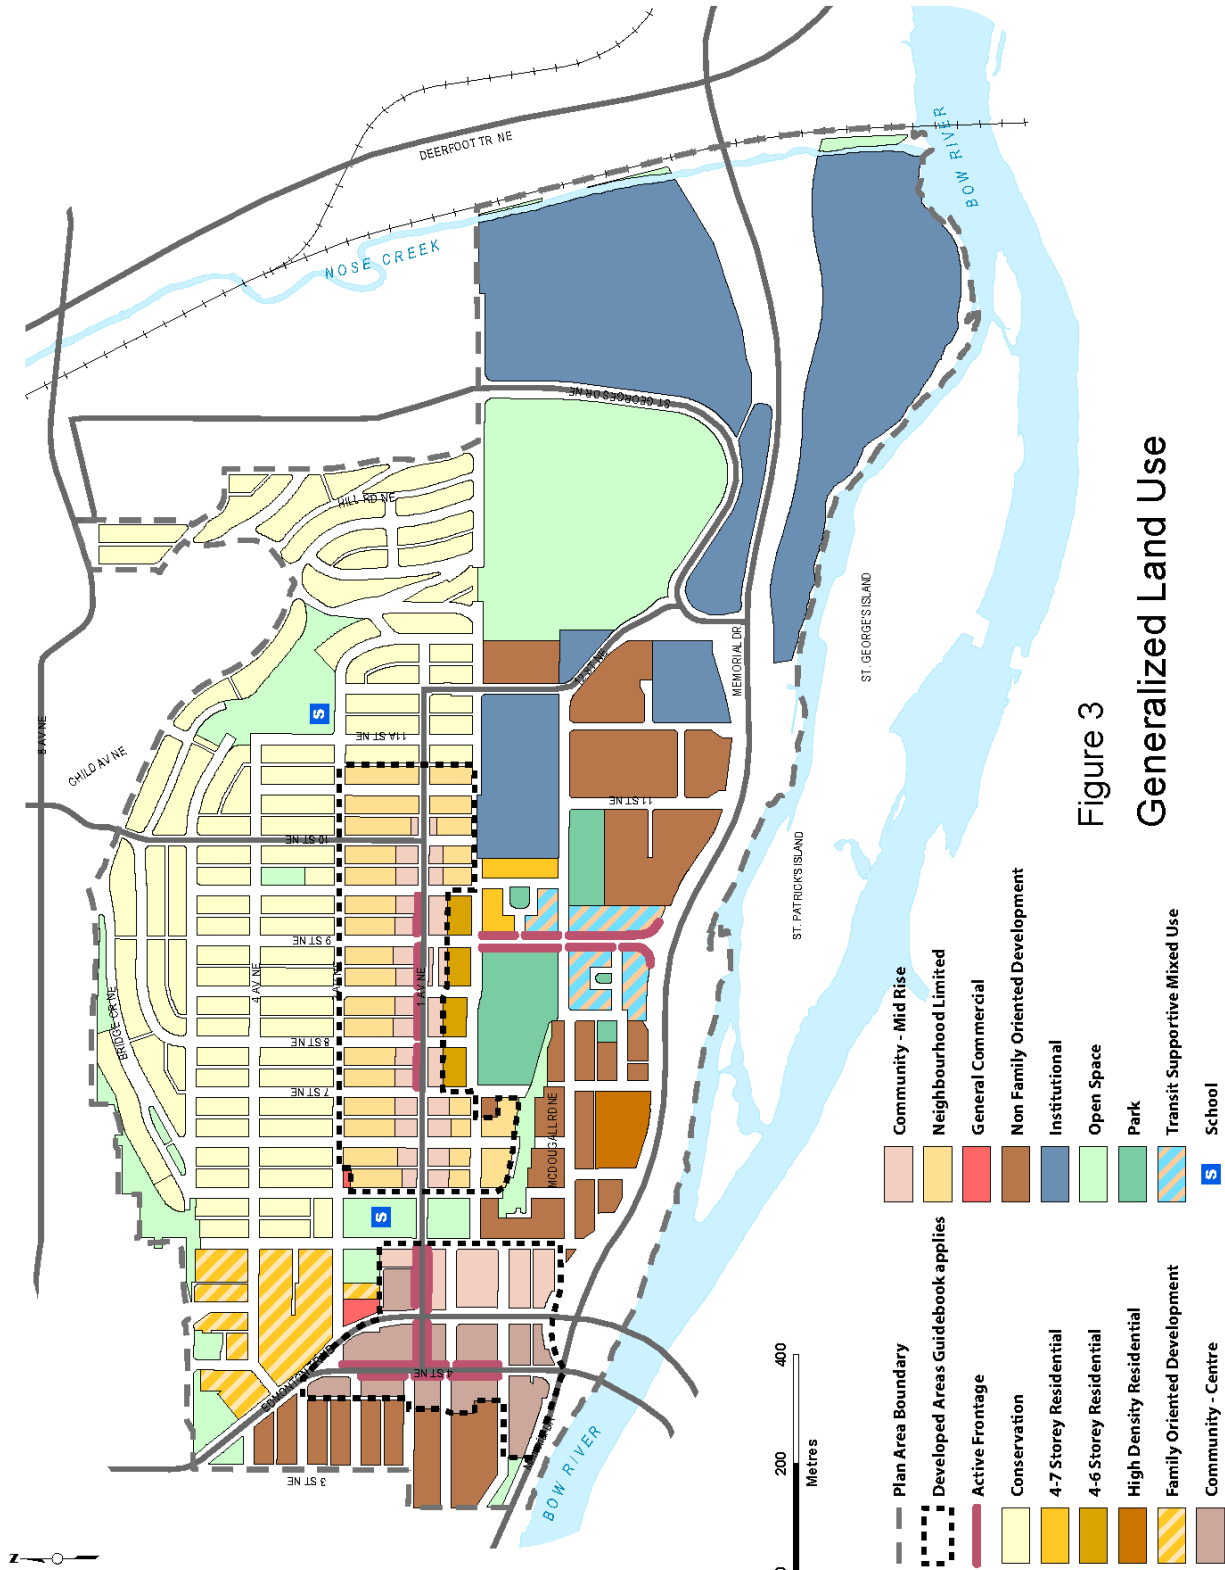 8 AV NE
CHILD AV NE
DEERFOOT TR NE
NOSE CREEK
BOW RIVER
BRIDGE CR NE
HILL RD NE
ST GEORGES DR NE
4 AV NE
1 AV NE
11A ST NE
10 ST NE
9 ST NE
8 ST NE
7 ST NE
11 ST NE
12 ST NE
4 ST NE
3 ST NE
MCDOUGALL RD NE
MEMORIAL DR
ST. GEORGE'S ISLAND
ST. PATRICK'S ISLAND
BOW RIVER
N
Figure 3
Generalized Land Use
0 200 400
Metres
Plan Area Boundary
Developed Areas Guidebook applies
Active Frontage
Conservation
4-7 Storey Residential
4-6 Storey Residential
High Density Residential
Family Oriented Development
Community - Centre
Community - Mid Rise
Neighbourhood Limited
General Commercial
Non Family Oriented Development
Institutional
Open Space
Park
Transit Supportive Mixed Use
S School
S
S